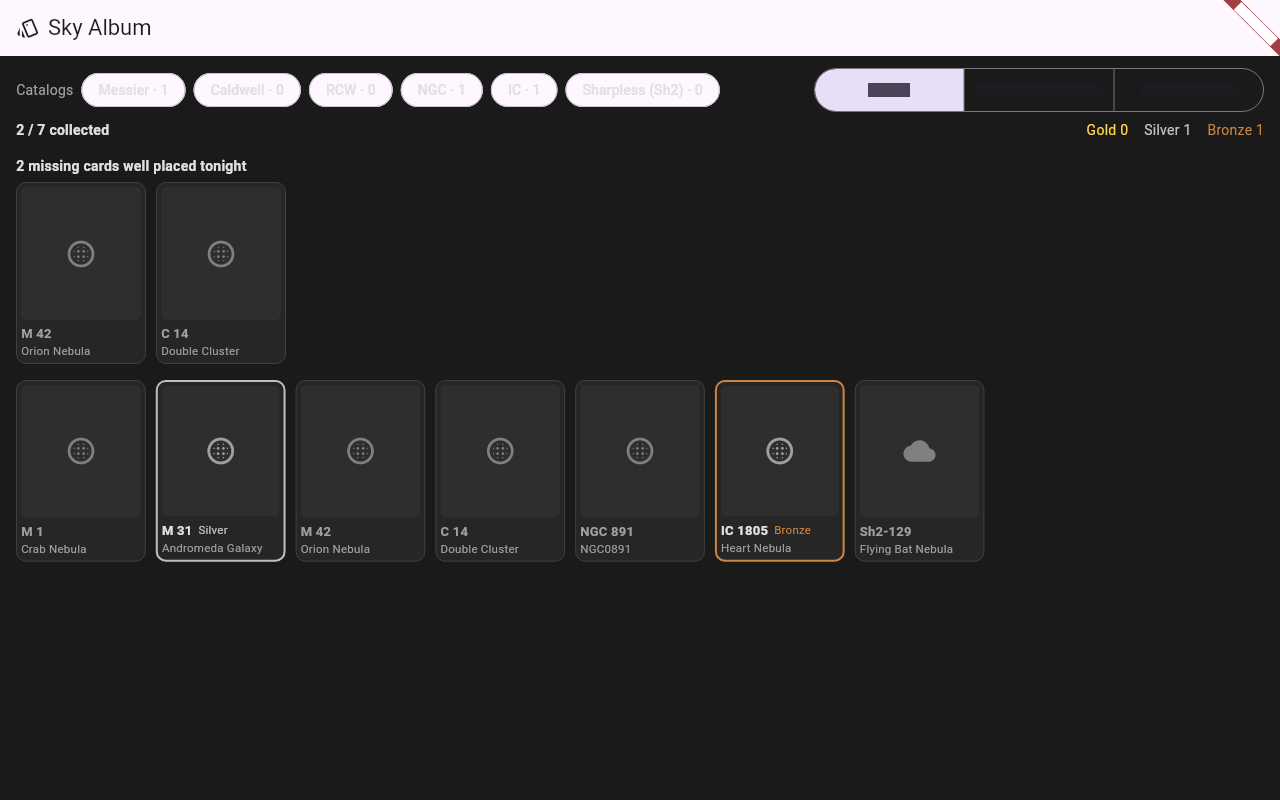 Sky Album
Catalogs Messier · 1 Caldwell · 0 RCW · 0 NGC · 1 IC · 1 Sharpless (Sh2) · 0
2 / 7 collected Gold 0 Silver 1 Bronze 1
2 missing cards well placed tonight
M 42 C 14
Orion Nebula Double Cluster
M 1 M 31 Silver M 42 C 14 NGC 891 IC 1805 Bronze Sh2-129
Crab Nebula Andromeda Galaxy Orion Nebula Double Cluster NGC0891 Heart Nebula Flying Bat Nebula